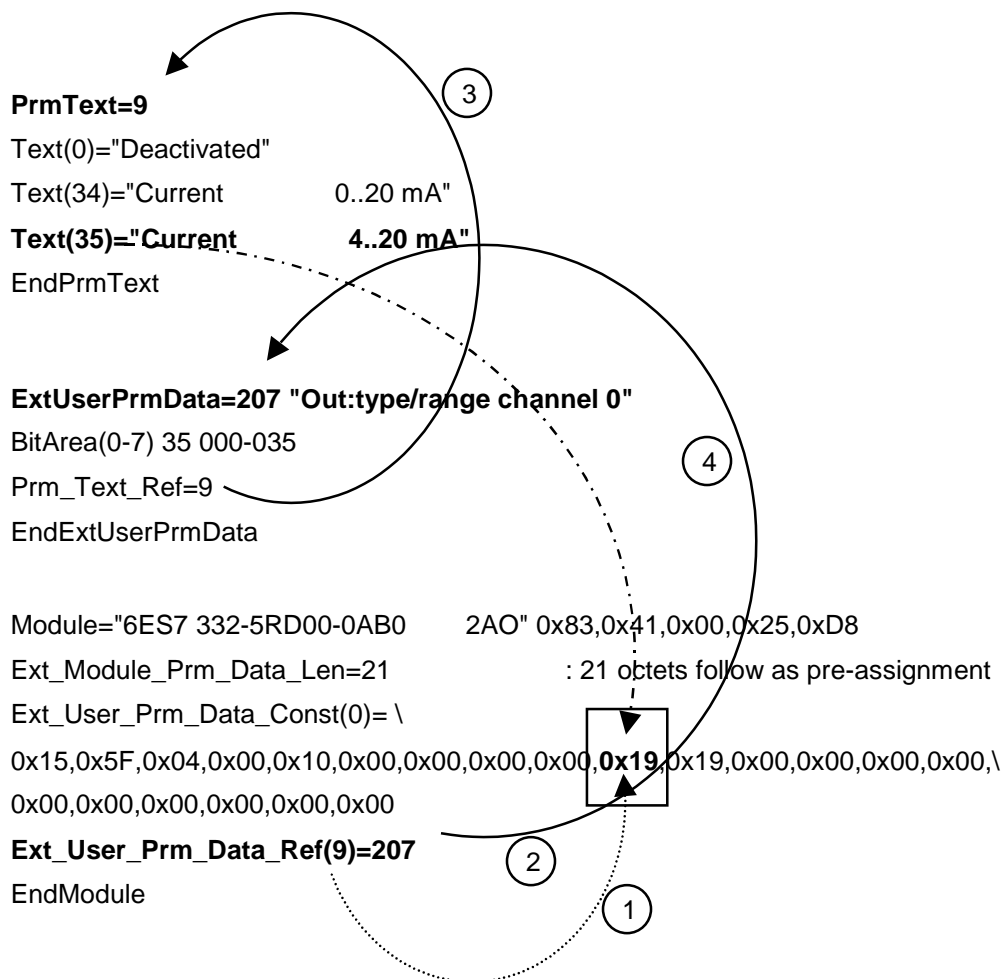 3
PrmText=9
Text(0)="Deactivated"
Text(34)="Current 0..20 mA"
Text(35)="Current 4..20 mA"
EndPrmText
ExtUserPrmData=207 "Out:type/range channel 0"
BitArea(0-7) 35 000-035
4
Prm_Text_Ref=9
EndExtUserPrmData
Module="6ES7 332-5RD00-0AB0 2AO" 0x83,0x41,0x00,0x25,0xD8
Ext_Module_Prm_Data_Len=21 : 21 octets follow as pre-assignment
Ext_User_Prm_Data_Const(0)= \
0x15,0x5F,0x04,0x00,0x10,0x00,0x00,0x00,0x00,0x19,0x19,0x00,0x00,0x00,0x00,\
0x00,0x00,0x00,0x00,0x00,0x00
Ext_User_Prm_Data_Ref(9)=207
2
EndModule
1